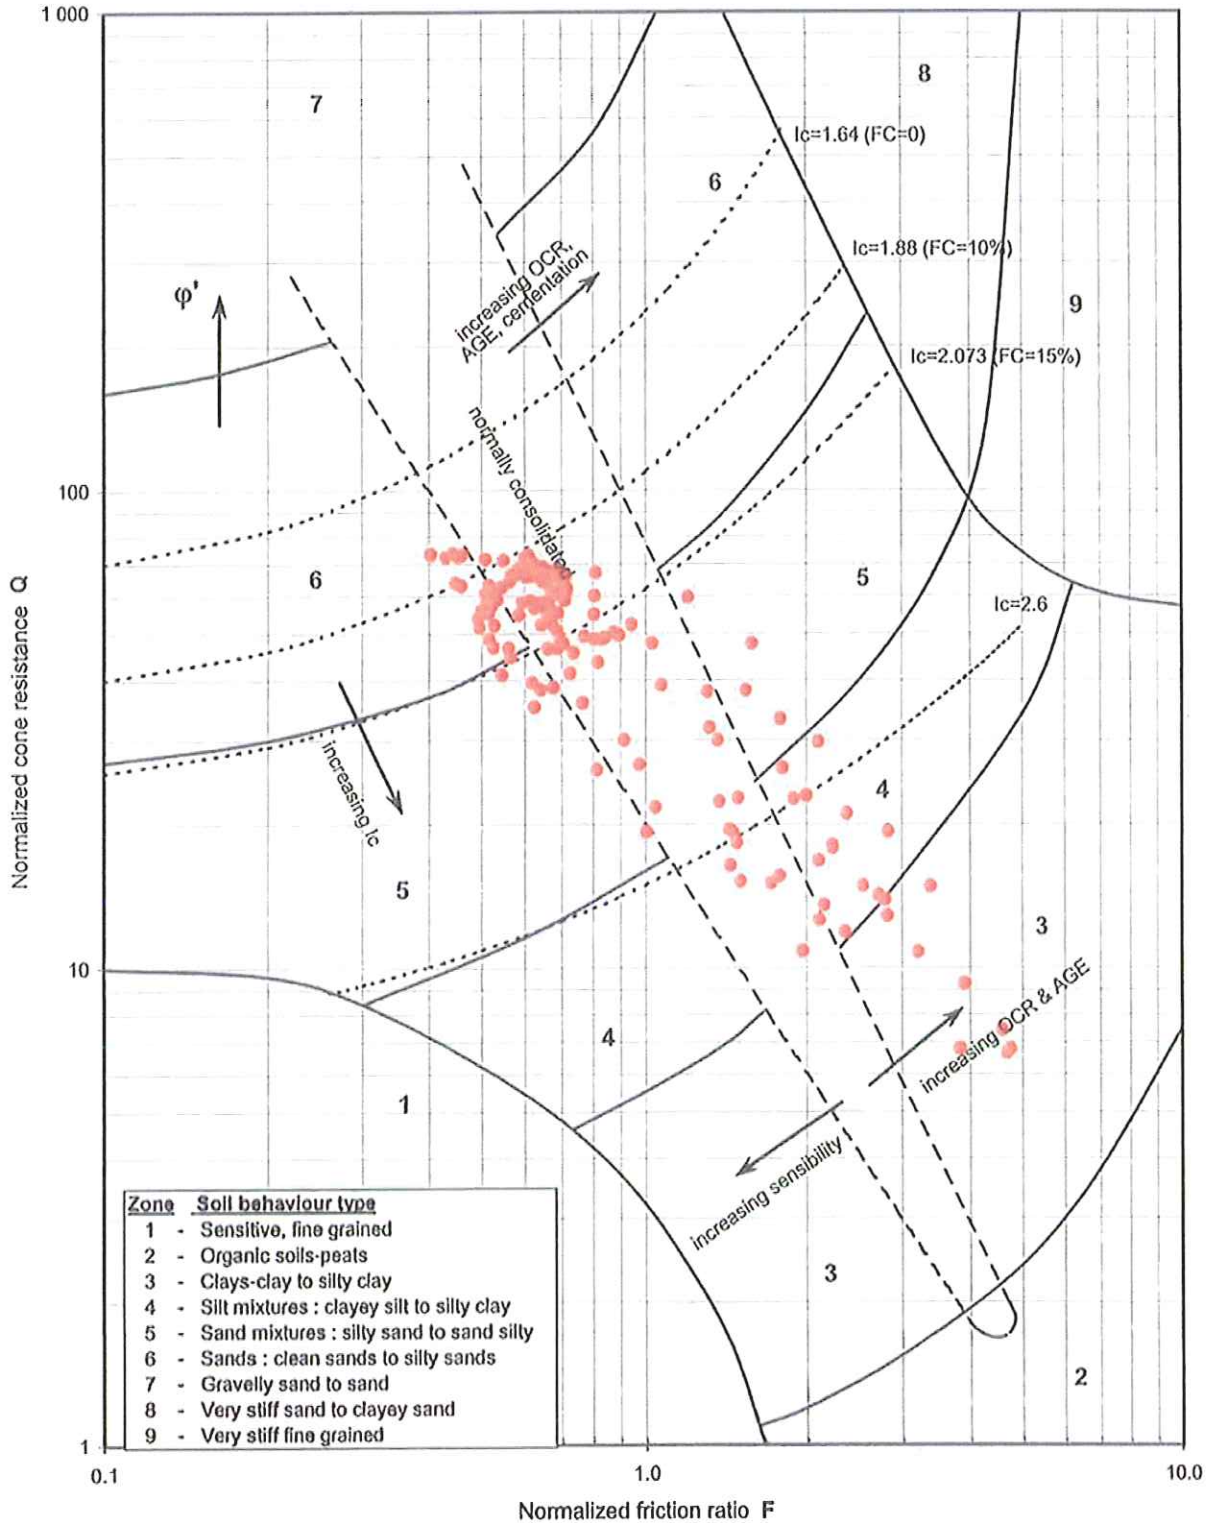 1 000
7
8
Ic=1.64 (FC=0)
6
Ic=1.88 (FC=10%)
increasing OCR,
AGE, cementation
φ'
9
Ic=2.073 (FC=15%)
normally consolidated
100
6
5
Ic=2.6
Normalized cone resistance Q
increasing Ic
4
5
3
10
increasing OCR & AGE
4
1
increasing sensibility
3
2
Zone Soil behaviour type
1 - Sensitive, fine grained
2 - Organic soils-peats
3 - Clays-clay to silty clay
4 - Silt mixtures : clayey silt to silty clay
5 - Sand mixtures : silty sand to sand silty
6 - Sands : clean sands to silty sands
7 - Gravelly sand to sand
8 - Very stiff sand to clayey sand
9 - Very stiff fine grained
1
0.1
1.0
10.0
Normalized friction ratio F